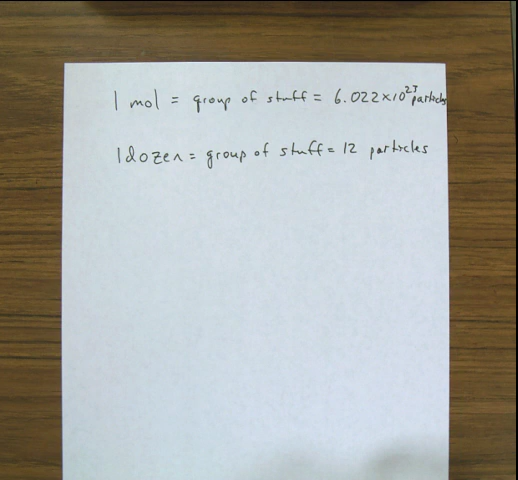 1 mol = group of stuff = 6.022×10²³ particles
1 dozen = group of stuff = 12 particles